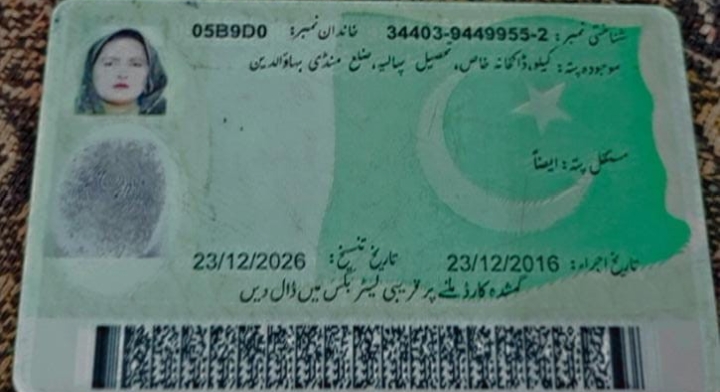 شناختی نمبر: 34403-9449955-2 خاندان نمبر: 05B9D0
موجودہ پتہ: کیلو، ڈاکخانہ خاص، تحصیل پھالیہ، ضلع منڈی بہاؤالدین
مستقل پتہ: ایضاً
تاریخ اجراء: 23/12/2016 تاریخ تنسیخ: 23/12/2026
گمشدہ کارڈ ملنے پر قریبی لیٹر بکس میں ڈال دیں